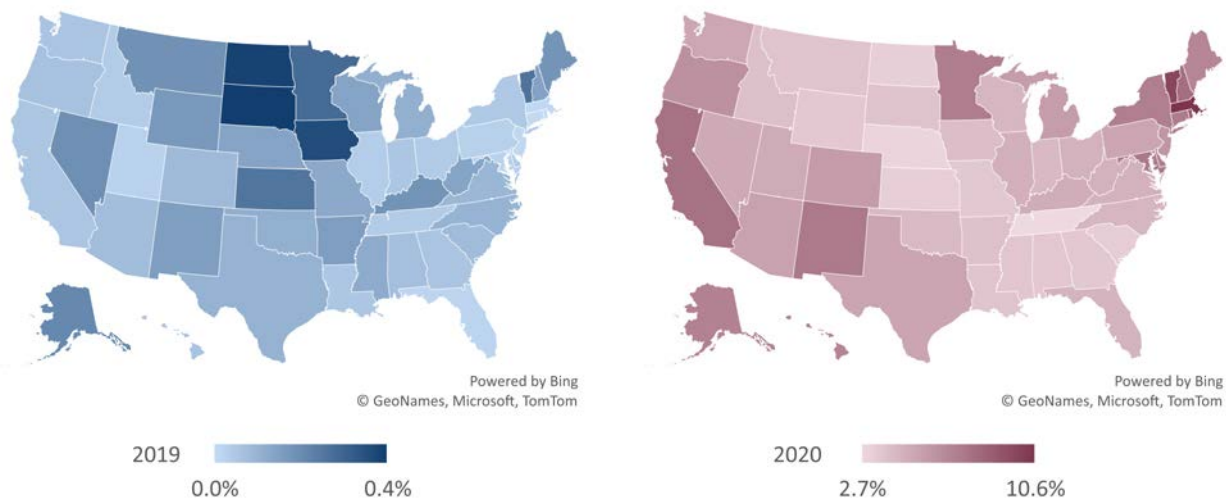 Powered by Bing
© GeoNames, Microsoft, TomTom
2019
0.0% 0.4%
Powered by Bing
© GeoNames, Microsoft, TomTom
2020
2.7% 10.6%